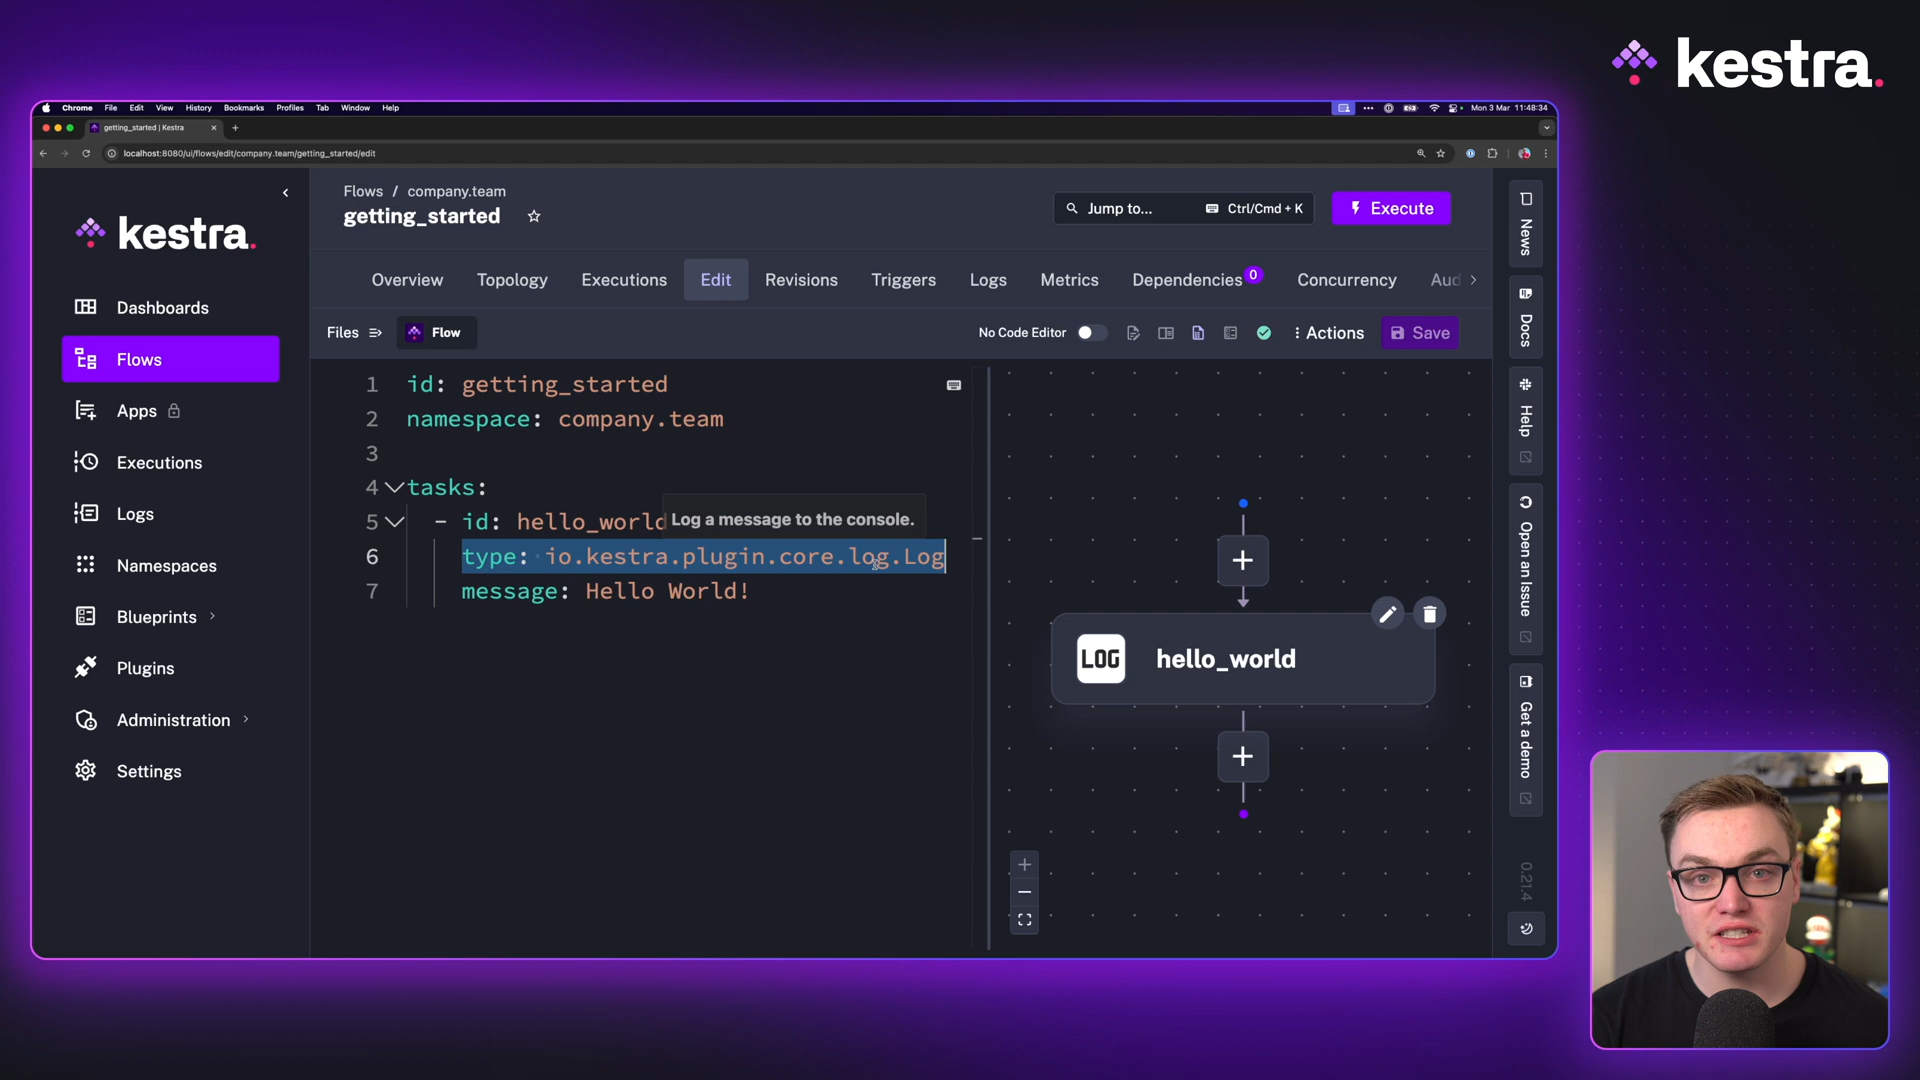 kestra.
Chrome File Edit View History Bookmarks Profiles Tab Window Help
Mon 3 Mar 11:48:34
getting_started | Kestra
localhost:8080/ui/flows/edit/company.team/getting_started/edit
kestra.
Dashboards
Flows
Apps
Executions
Logs
Namespaces
Blueprints
Plugins
Administration
Settings
Flows / company.team
getting_started
Jump to... Ctrl/Cmd + K
Execute
Overview Topology Executions Edit Revisions Triggers Logs Metrics Dependencies 0 Concurrency Aud
Files Flow
No Code Editor
Actions
Save
1 id: getting_started
2 namespace: company.team
3
4 tasks:
5 - id: hello_world
Log a message to the console.
6 type: io.kestra.plugin.core.log.Log
7 message: Hello World!
LOG hello_world
News
Docs
Help
Open an Issue
Get a demo
0.21.4